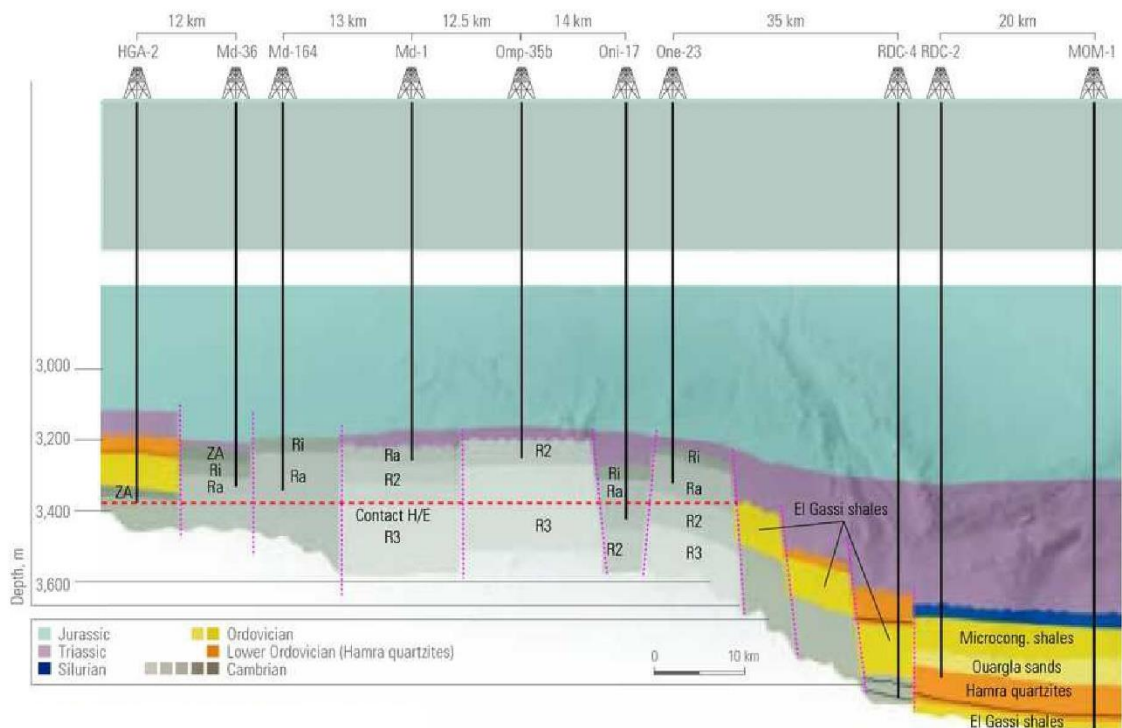 12 km 13 km 12.5 km 14 km 35 km 20 km
HGA-2 Md-36 Md-164 Md-1 Omp-35b Oni-17 One-23 RDC-4 RDC-2 MOM-1
3,000
3,200
3,400
3,600
Depth, m
ZA
ZA
Ri
Ra
Ri
Ra
Ra
R2
Contact H/E
R3
R2
R3
Ri
Ra
R2
Ri
Ra
R2
R3
El Gassi shales
Microcong. shales
Ouargla sands
Hamra quartzites
El Gassi shales
Jurassic
Triassic
Silurian
Ordovician
Lower Ordovician (Hamra quartzites)
Cambrian
0 10 km